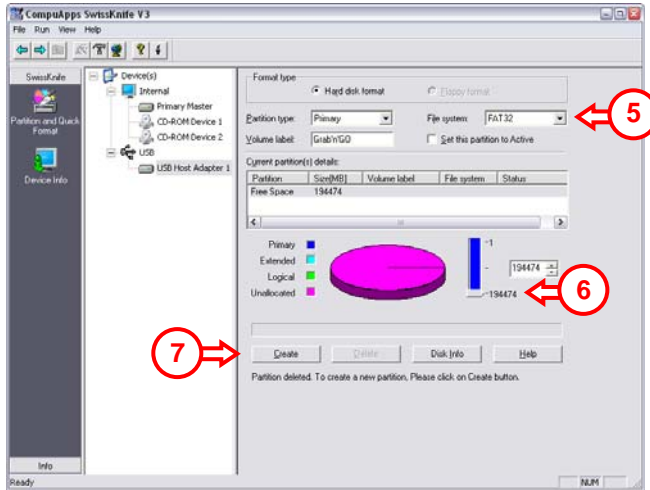 CompuApps SwissKnife V3
File Run View Help
SwissKnife
Partition and Quick
Format
Device Info
Info
Device(s)
Internal
Primary Master
CD-ROM Device 1
CD-ROM Device 2
USB
USB Host Adapter 1
Format type
Hard disk format
Floppy format
Partition type: Primary File system: FAT32
5
Volume label: Grab'n'GO Set this partition to Active
Current partition(s) details:
Partition Size[MB] Volume label File system Status
Free Space 194474
Primary
Extended
Logical
Unallocated
-1
194474
-194474
6
7
Create Delete Disk Info Help
Partition deleted. To create a new partition, Please click on Create button.
Ready NUM